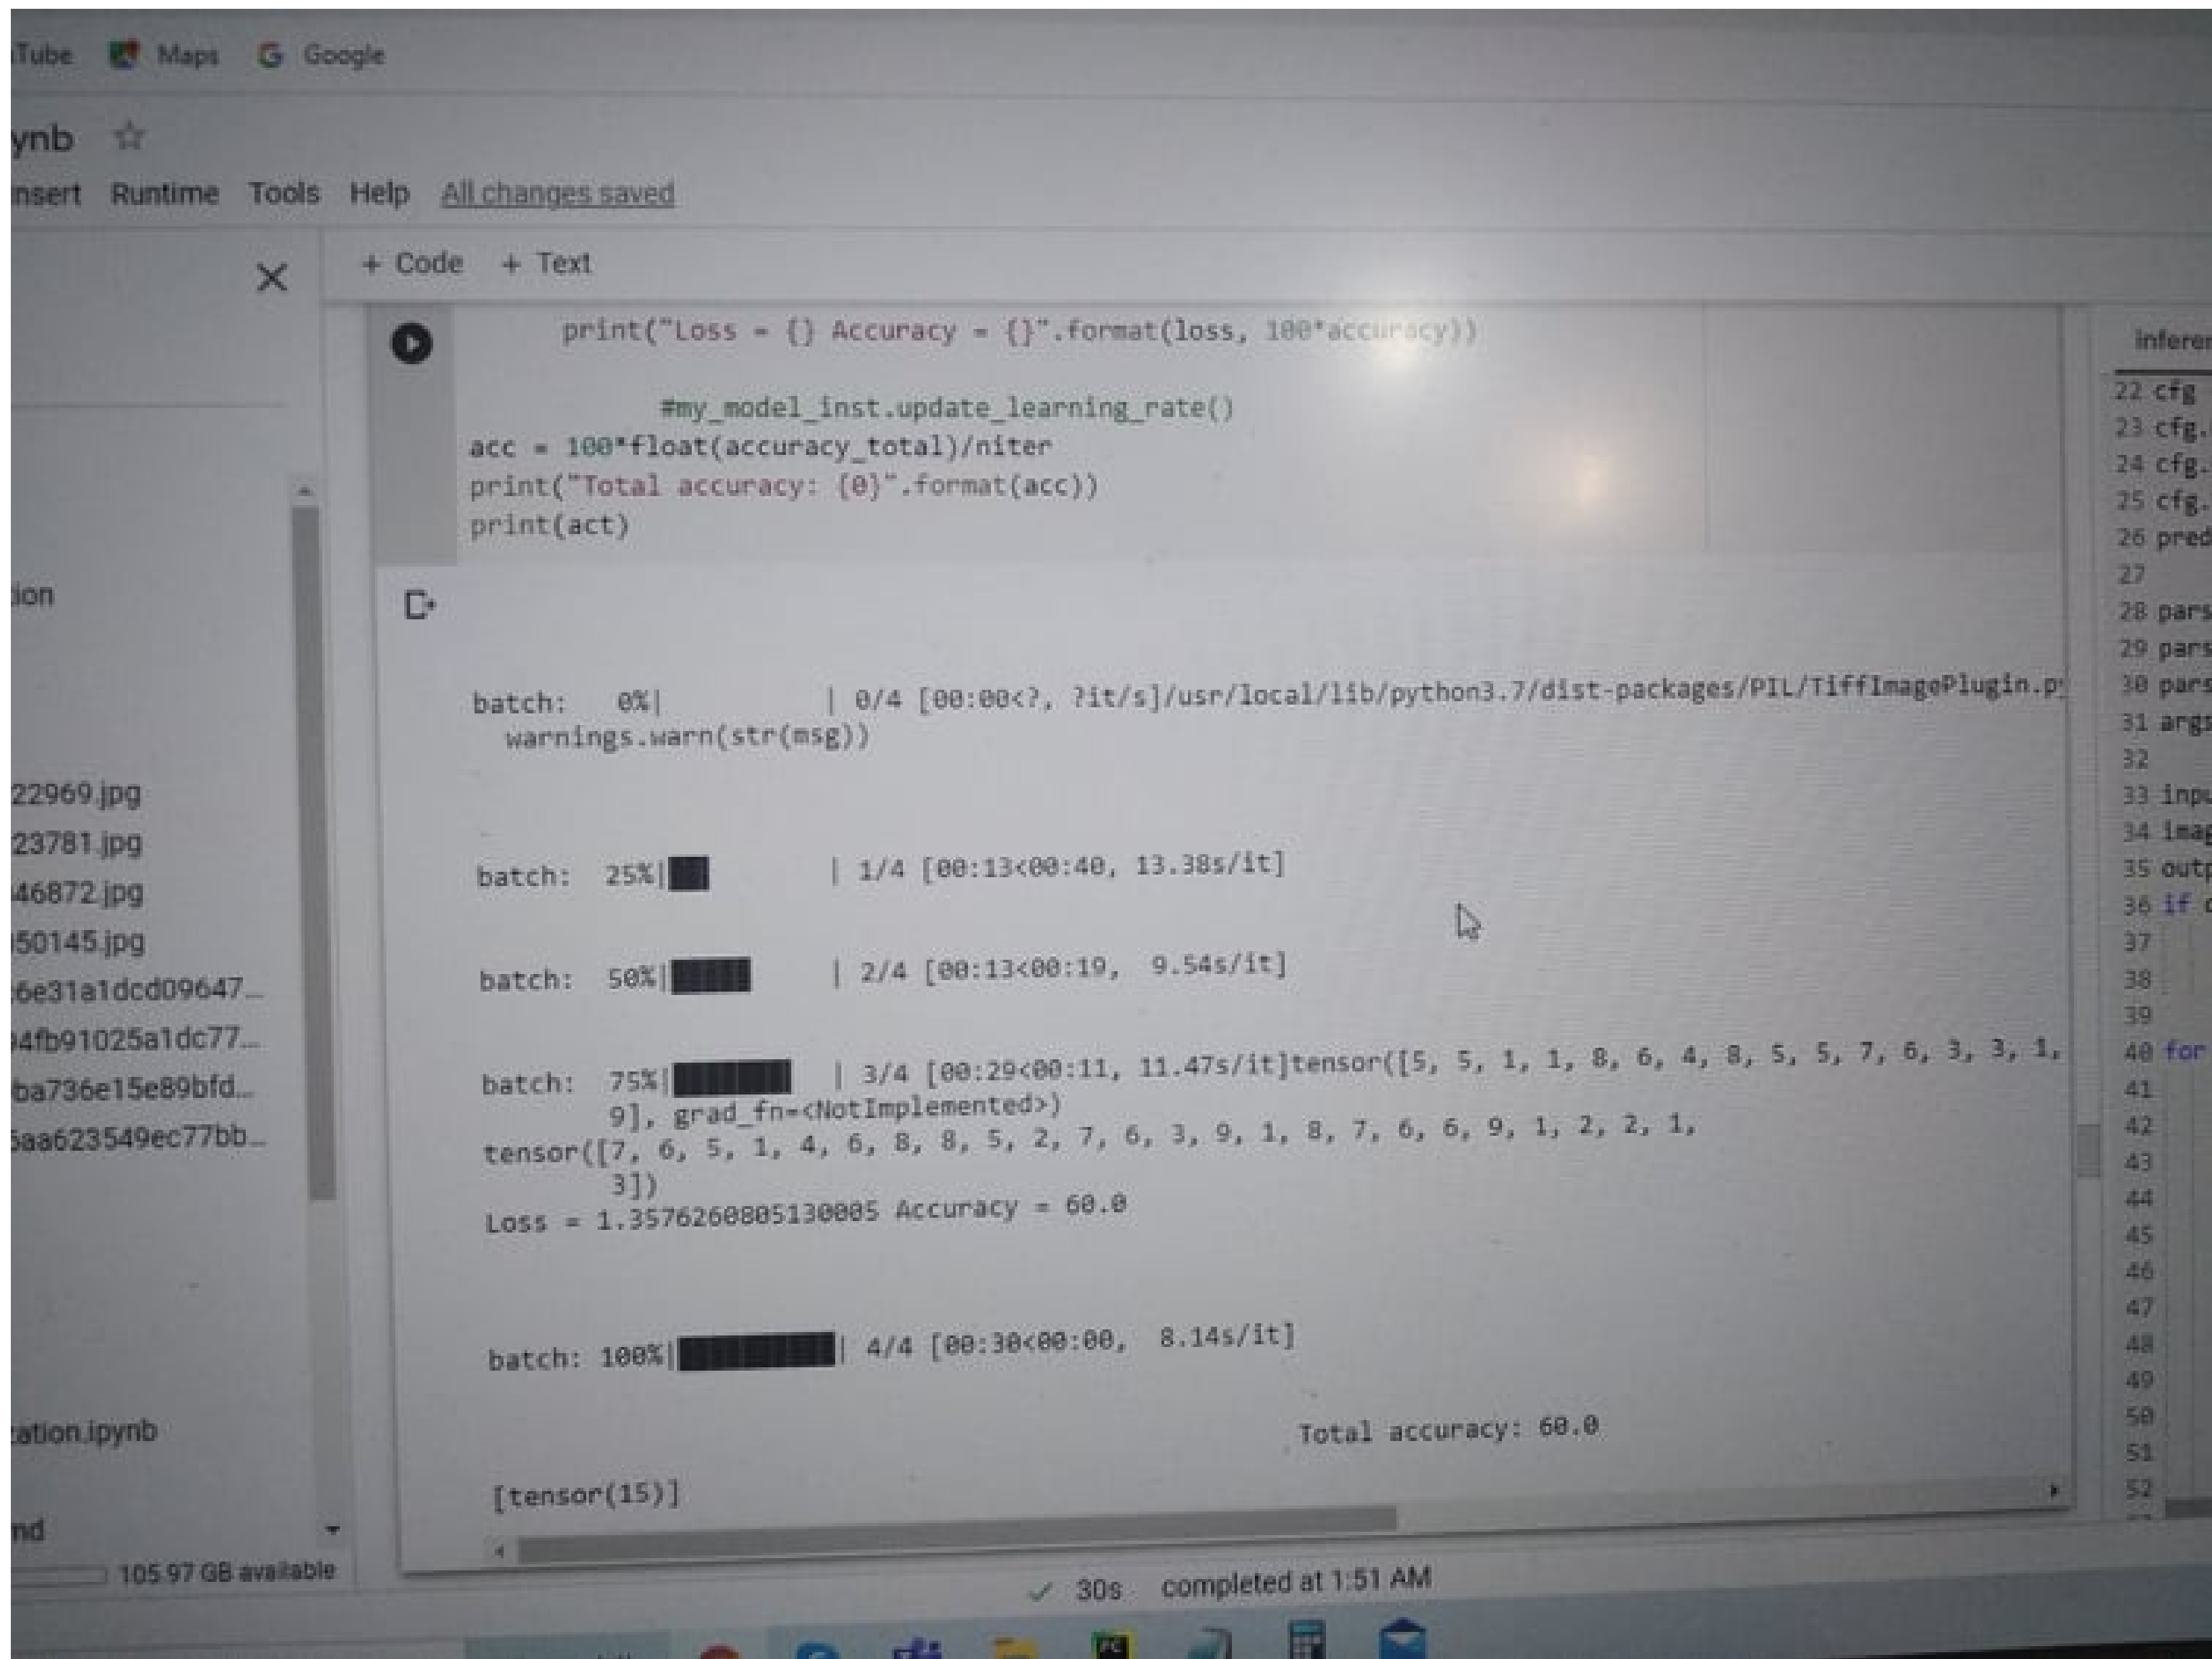 Tube Maps Google
ynb
nsert Runtime Tools Help All changes saved
+ Code + Text
print("Loss = {} Accuracy = {}".format(loss, 100*accuracy))
#my_model_inst.update_learning_rate()
acc = 100*float(accuracy_total)/niter
print("Total accuracy: {0}".format(acc))
print(act)
batch: 0%| | 0/4 [00:00<?, ?it/s]/usr/local/lib/python3.7/dist-packages/PIL/TiffImagePlugin.py
warnings.warn(str(msg))
batch: 25%| | 1/4 [00:13<00:40, 13.38s/it]
batch: 50%| | 2/4 [00:13<00:19, 9.54s/it]
batch: 75%| | 3/4 [00:29<00:11, 11.47s/it]tensor([5, 5, 1, 1, 8, 6, 4, 8, 5, 5, 7, 6, 3, 3, 1,
9], grad_fn=<NotImplemented>)
tensor([7, 6, 5, 1, 4, 6, 8, 8, 5, 2, 7, 6, 3, 9, 1, 8, 7, 6, 6, 9, 1, 2, 2, 1,
3])
Loss = 1.3576260805130005 Accuracy = 60.0
batch: 100%| | 4/4 [00:30<00:00, 8.14s/it]
Total accuracy: 60.0
[tensor(15)]
ion
22969.jpg
23781.jpg
46872.jpg
50145.jpg
6e31a1dcd09647...
4fb91025a1dc77...
ba736e15e89bfd...
aa623549ec77bb...
ation.ipynb
nd
105.97 GB available
inferen
22 cfg
23 cfg.
24 cfg.
25 cfg.
26 pred
27
28 pars
29 pars
30 pars
31 args
32
33 inpu
34 imag
35 outp
36 if
37
38
39
40 for
41
42
43
44
45
46
47
48
49
50
51
52
30s completed at 1:51 AM